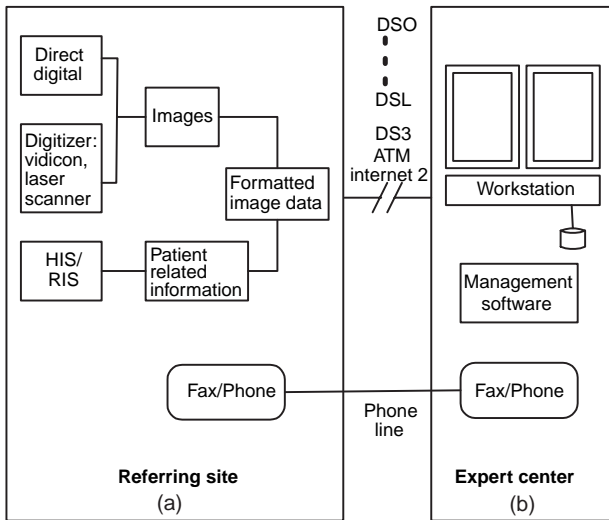 Direct
digital
Digitizer:
vidicon,
laser
scanner
Images
Formatted
image data
HIS/
RIS
Patient
related
information
Fax/Phone
Referring site
(a)
DSO
DSL
DS3
ATM
internet 2
Phone
line
Workstation
Management
software
Fax/Phone
Expert center
(b)